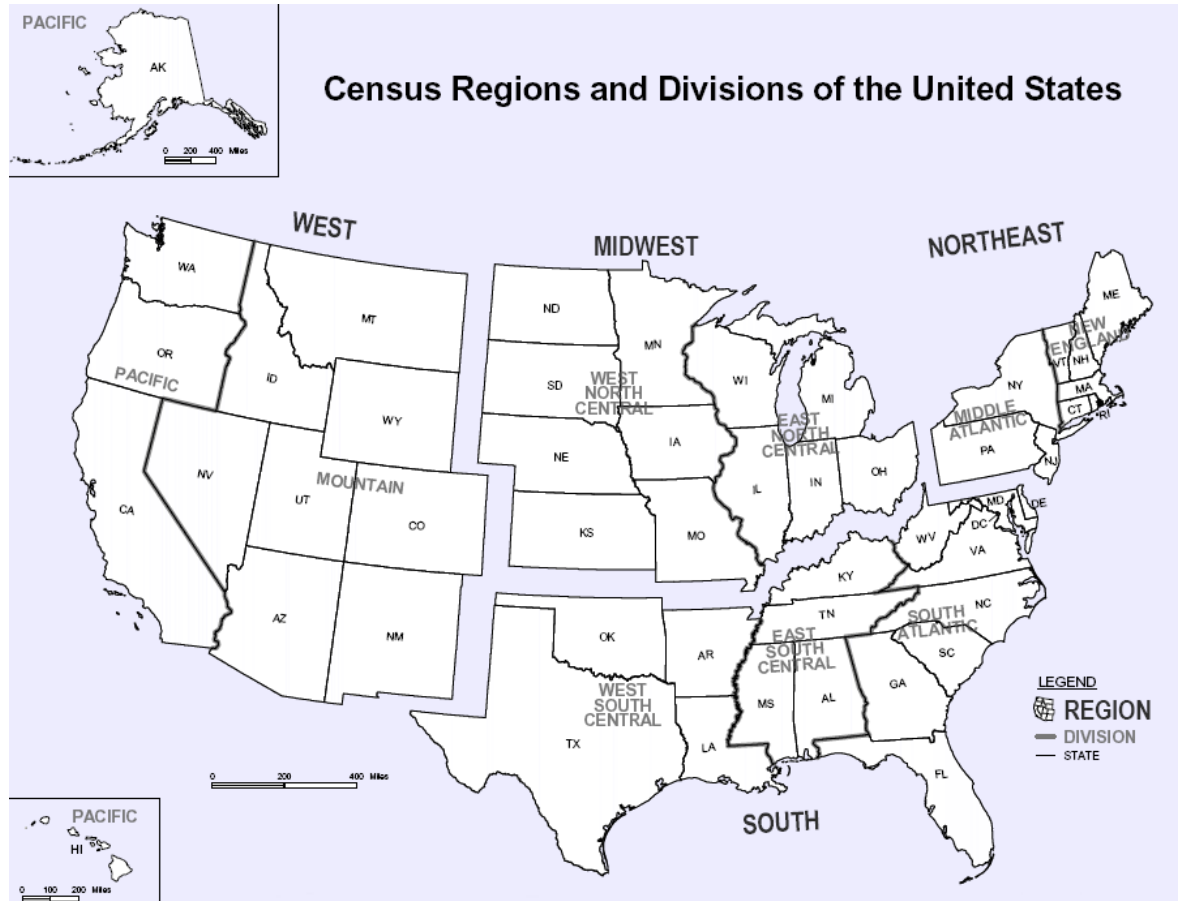 PACIFIC
AK
0 200 400 Miles
Census Regions and Divisions of the United States
WEST
MIDWEST
NORTHEAST
WA
MT
ND
MN
ME
OR
ID
SD
WI
MI
NY
VT
NH
NEW
ENGLAND
PACIFIC
WY
WEST
NORTH
CENTRAL
MA
CT
RI
MIDDLE
ATLANTIC
EAST
NORTH
CENTRAL
IA
PA
NJ
NV
UT
MOUNTAIN
NE
IL
IN
OH
CA
CO
KS
MO
WV
MD
DE
DC
VA
KY
AZ
NM
OK
AR
TN
NC
SOUTH
ATLANTIC
EAST
SOUTH
CENTRAL
SC
WEST
SOUTH
CENTRAL
MS
AL
GA
TX
LA
FL
LEGEND
REGION
DIVISION
STATE
0 200 400 Miles
SOUTH
PACIFIC
HI
0 100 200 Miles